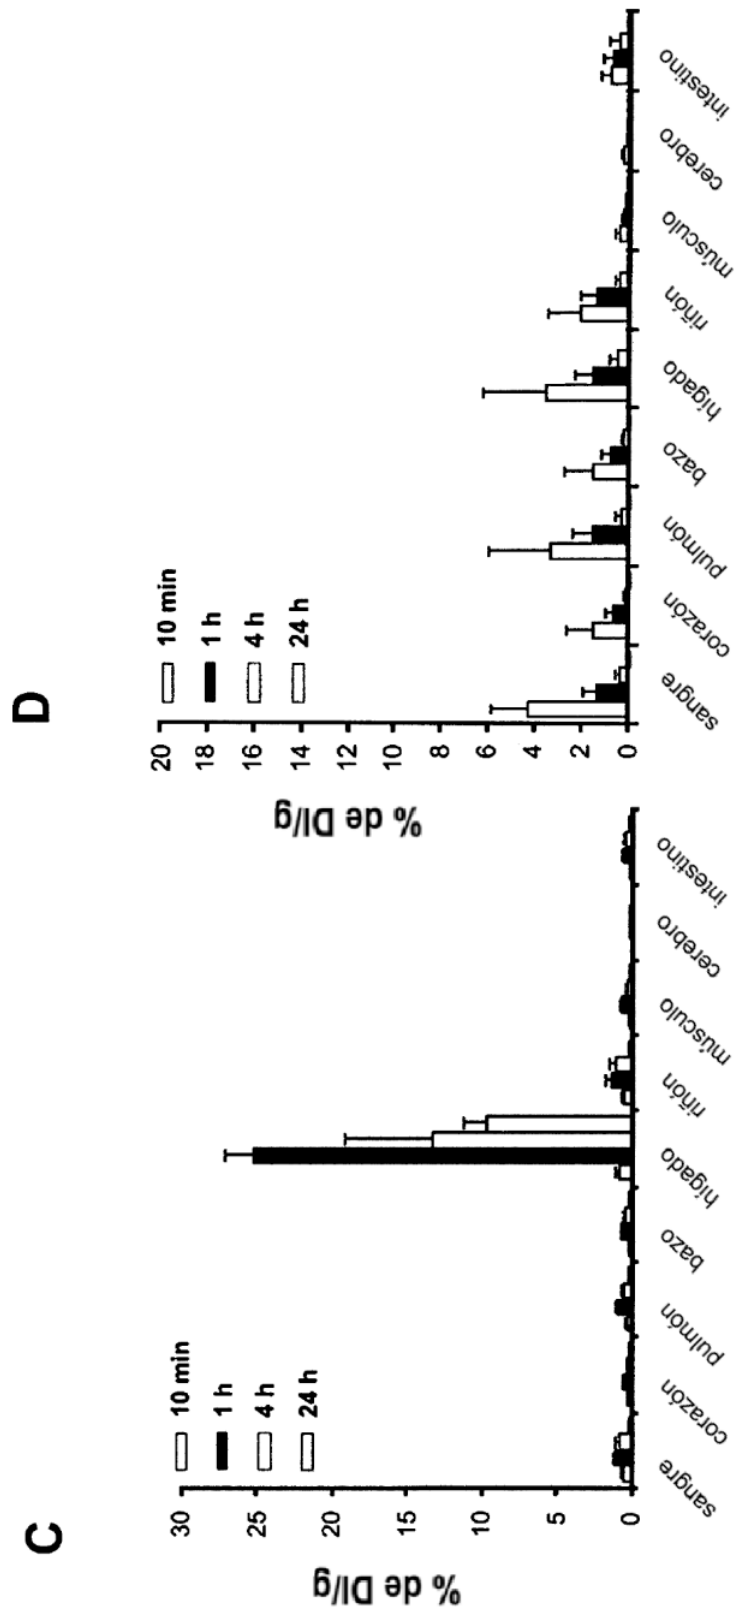 C
% de DI/g
30
25
20
15
10
5
0
10 min
1 h
4 h
24 h
sangre
corazón
pulmón
bazo
hígado
riñón
músculo
cerebro
intestino
D
% de DI/g
20
18
16
14
12
10
8
6
4
2
0
10 min
1 h
4 h
24 h
sangre
corazón
pulmón
bazo
hígado
riñón
músculo
cerebro
intestino